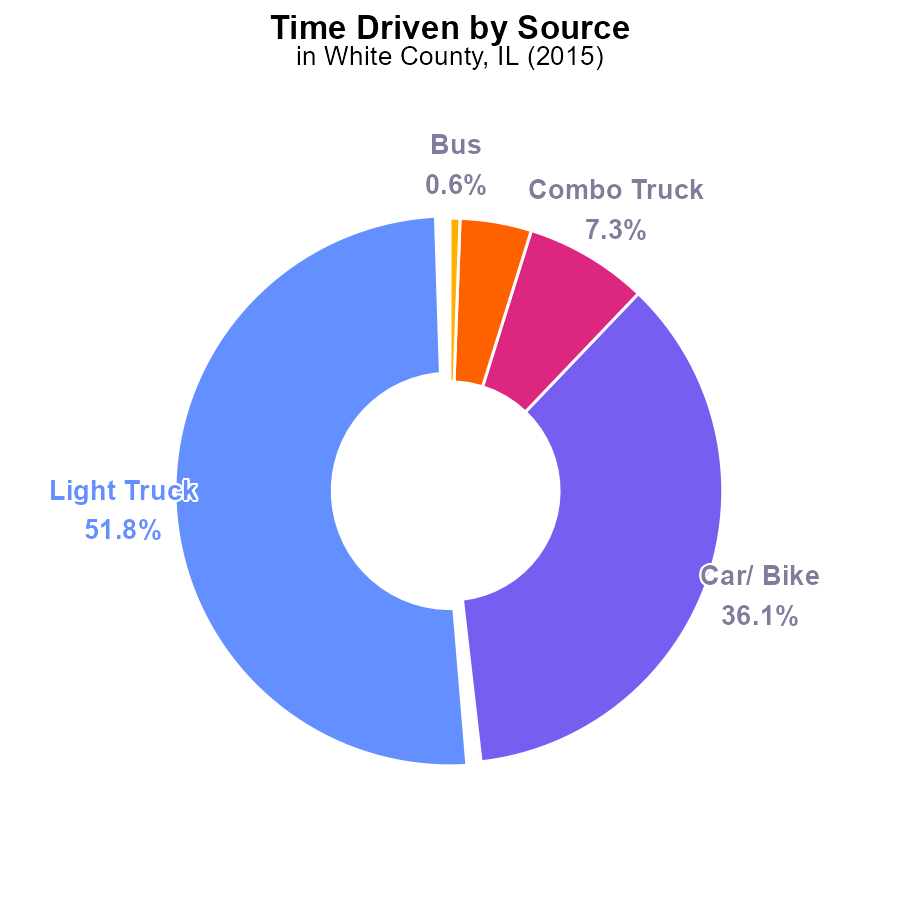 Time Driven by Source
in White County, IL (2015)
Bus
0.6%
Combo Truck
7.3%
Light Truck
51.8%
Car/ Bike
36.1%